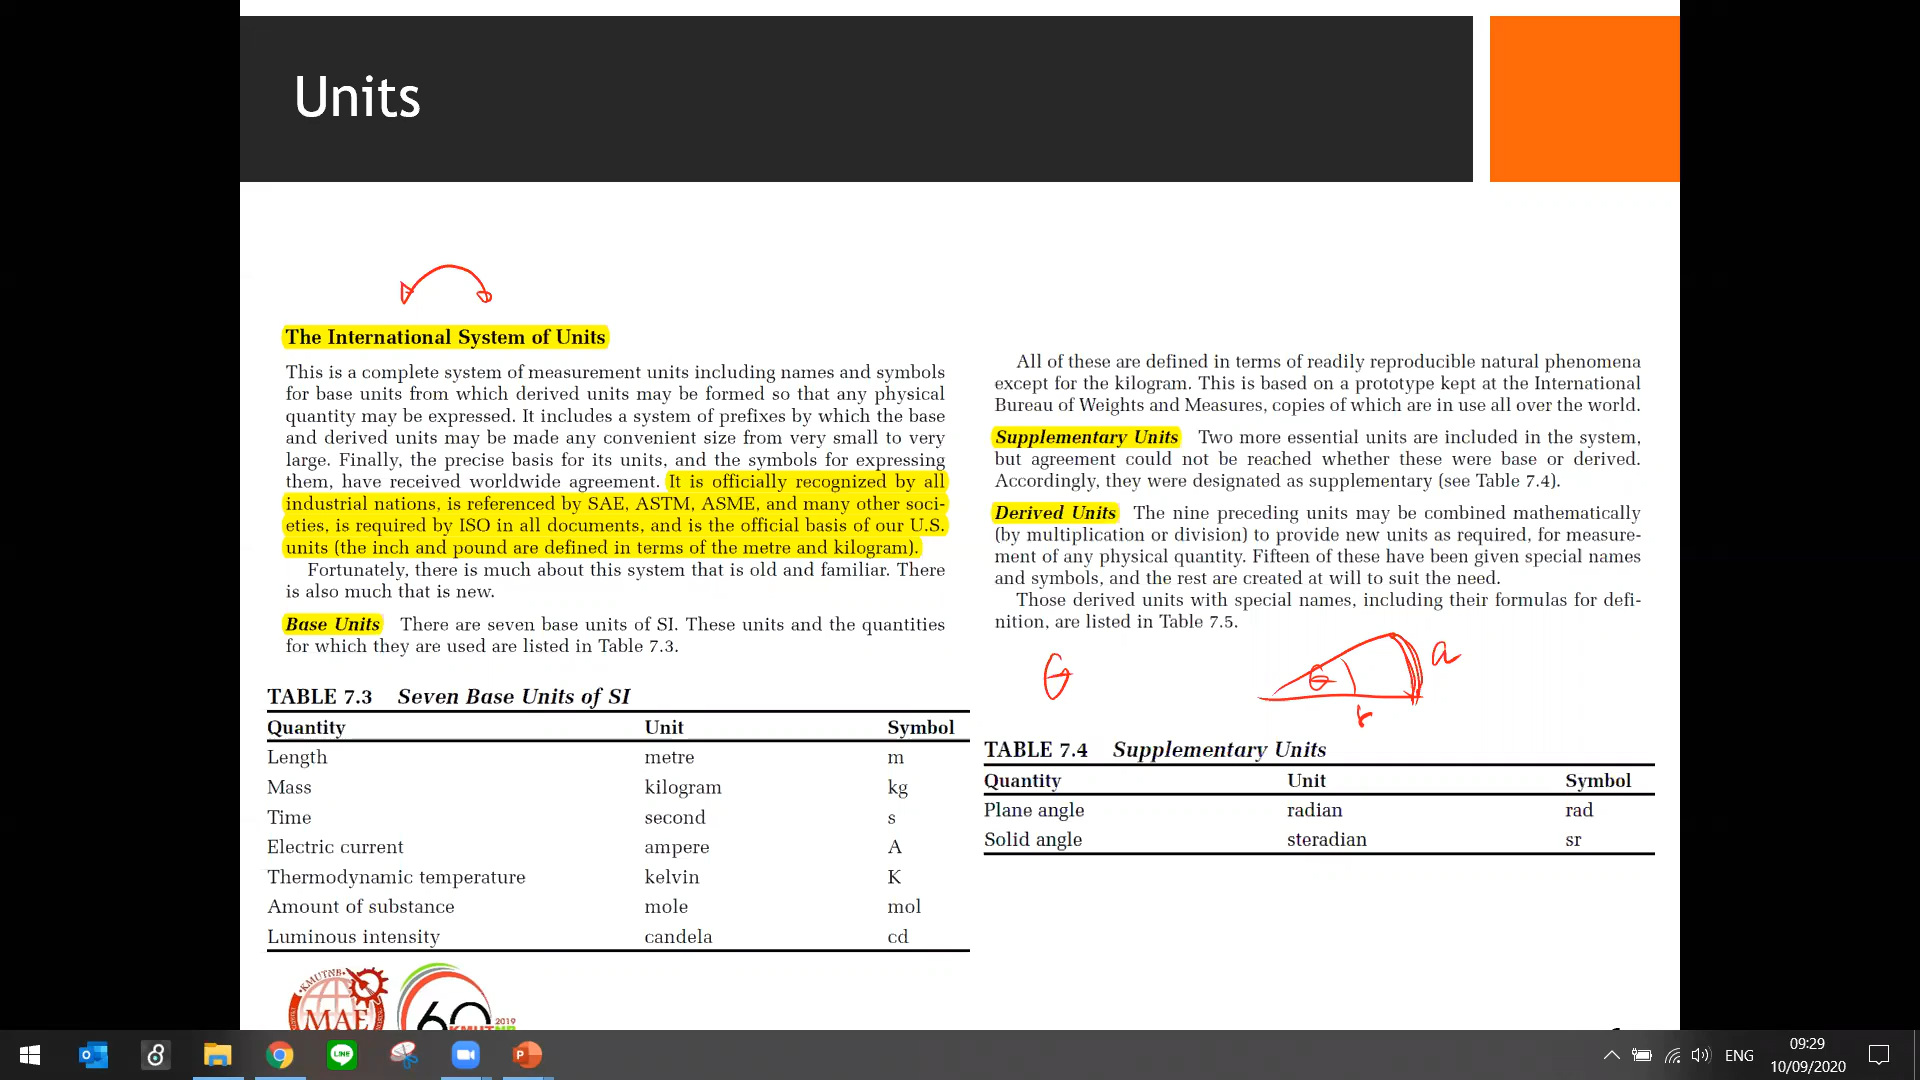 Units
The International System of Units
This is a complete system of measurement units including names and symbols
for base units from which derived units may be formed so that any physical
quantity may be expressed. It includes a system of prefixes by which the base
and derived units may be made any convenient size from very small to very
large. Finally, the precise basis for its units, and the symbols for expressing
them, have received worldwide agreement. It is officially recognized by all
industrial nations, is referenced by SAE, ASTM, ASME, and many other soci-
eties, is required by ISO in all documents, and is the official basis of our U.S.
units (the inch and pound are defined in terms of the metre and kilogram).
Fortunately, there is much about this system that is old and familiar. There
is also much that is new.
Base Units There are seven base units of SI. These units and the quantities
for which they are used are listed in Table 7.3.
TABLE 7.3 Seven Base Units of SI
Quantity Unit Symbol
Length metre m
Mass kilogram kg
Time second s
Electric current ampere A
Thermodynamic temperature kelvin K
Amount of substance mole mol
Luminous intensity candela cd
All of these are defined in terms of readily reproducible natural phenomena
except for the kilogram. This is based on a prototype kept at the International
Bureau of Weights and Measures, copies of which are in use all over the world.
Supplementary Units Two more essential units are included in the system,
but agreement could not be reached whether these were base or derived.
Accordingly, they were designated as supplementary (see Table 7.4).
Derived Units The nine preceding units may be combined mathematically
(by multiplication or division) to provide new units as required, for measure-
ment of any physical quantity. Fifteen of these have been given special names
and symbols, and the rest are created at will to suit the need.
Those derived units with special names, including their formulas for defi-
nition, are listed in Table 7.5.
θ
θ
a
r
TABLE 7.4 Supplementary Units
Quantity Unit Symbol
Plane angle radian rad
Solid angle steradian sr
KMUTNB
MAE
60
2019
LINE
ENG
09:29
10/09/2020